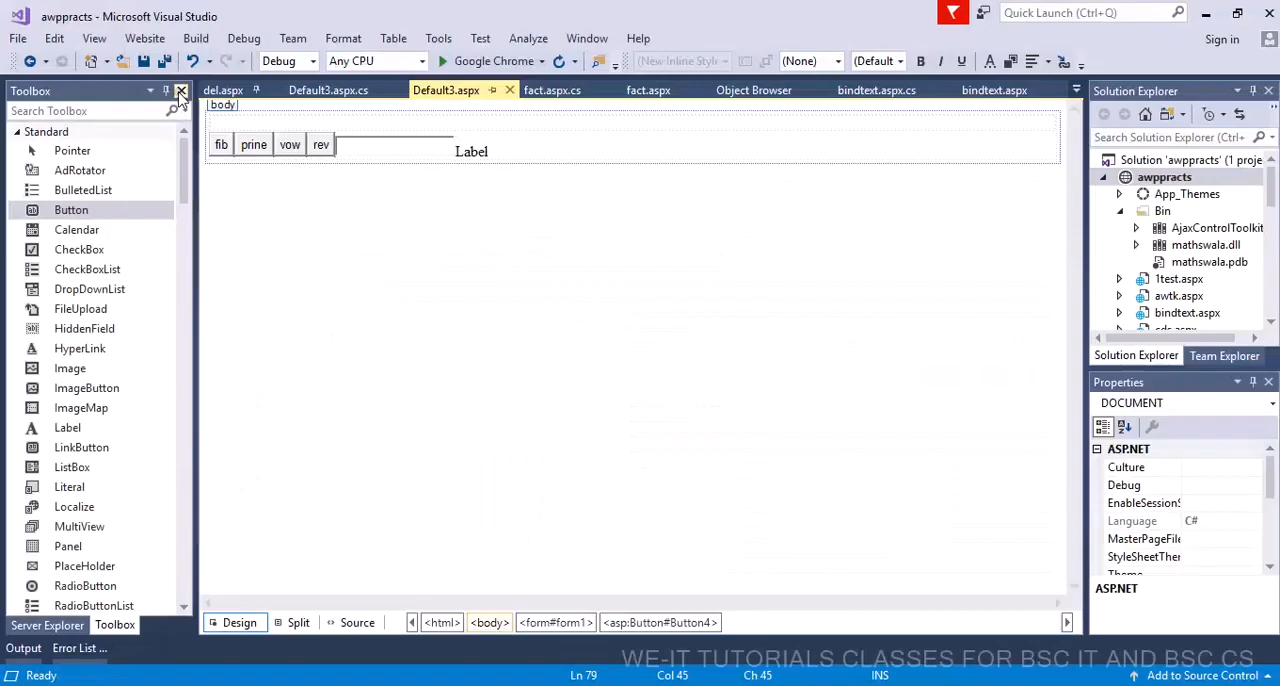 awppracts - Microsoft Visual Studio
Quick Launch (Ctrl+Q)
File Edit View Website Build Debug Team Format Table Tools Test Analyze Window Help
Sign in
Debug Any CPU Google Chrome (New Inline Style) (None) (Default B I U A
Toolbox
del.aspx Default3.aspx.cs Default3.aspx fact.aspx.cs fact.aspx Object Browser bindtext.aspx.cs bindtext.aspx
Solution Explorer
Search Toolbox
body
Search Solution Explorer (Ctrl+
Standard
Pointer
AdRotator
BulletedList
Button
Calendar
CheckBox
CheckBoxList
DropDownList
FileUpload
HiddenField
HyperLink
Image
ImageButton
ImageMap
Label
LinkButton
ListBox
Literal
Localize
MultiView
Panel
PlaceHolder
RadioButton
RadioButtonList
Server Explorer Toolbox
fib prine vow rev Label
Design Split Source <html> <body> <form#form1> <asp:Button#Button4>
Solution 'awppracts' (1 proje
awppracts
App_Themes
Bin
AjaxControlToolkit
mathswala.dll
mathswala.pdb
1test.aspx
awtk.aspx
bindtext.aspx
Solution Explorer Team Explorer
Properties
DOCUMENT
ASP.NET
Culture
Debug
EnableSessionS
Language C#
MasterPageFile
StyleSheetTher
ASP.NET
Output Error List ...
WE-IT TUTORIALS CLASSES FOR BSC IT AND BSC CS
Ready Ln 79 Col 45 Ch 45 INS Add to Source Control